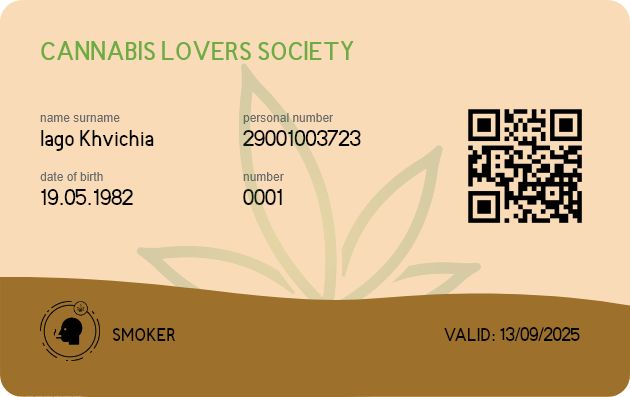 CANNABIS LOVERS SOCIETY
name surname
Iago Khvichia
personal number
29001003723
date of birth
19.05.1982
number
0001
SMOKER
VALID: 13/09/2025